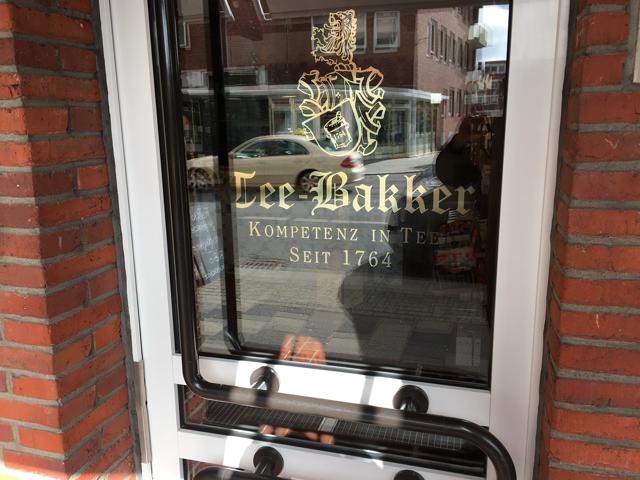 Tee-Bakker
KOMPETENZ IN TEE
SEIT 1764